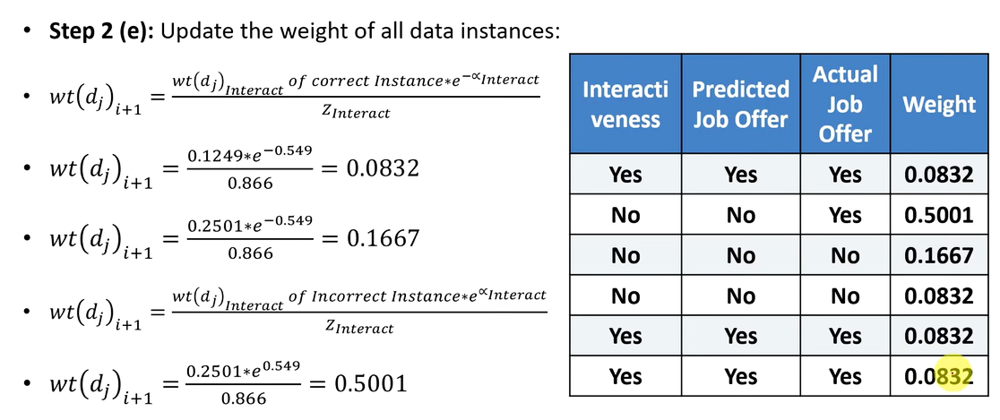 • Step 2 (e): Update the weight of all data instances:
• wt(d_j)_{i+1} = \frac{wt(d_j)_{Interact} of correct Instance*e^{-∝Interact}}{Z_{Interact}}
• wt(d_j)_{i+1} = \frac{0.1249*e^{-0.549}}{0.866} = 0.0832
• wt(d_j)_{i+1} = \frac{0.2501*e^{-0.549}}{0.866} = 0.1667
• wt(d_j)_{i+1} = \frac{wt(d_j)_{Interact} of Incorrect Instance*e^{∝Interact}}{Z_{Interact}}
• wt(d_j)_{i+1} = \frac{0.2501*e^{0.549}}{0.866} = 0.5001
Interacti veness | Predicted Job Offer | Actual Job Offer | Weight
Yes | Yes | Yes | 0.0832
No | No | Yes | 0.5001
No | No | No | 0.1667
No | No | No | 0.0832
Yes | Yes | Yes | 0.0832
Yes | Yes | Yes | 0.0832